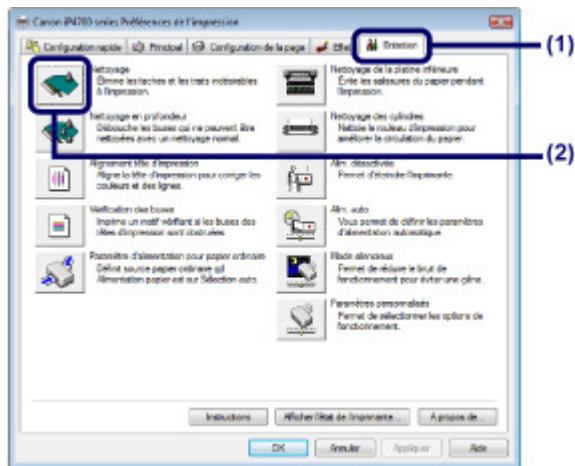 Canon iP4700 series Préférences de l'impression
Configuration rapide Principal Configuration de la page Effets Entretien
(1)
Nettoyage
Elimine les taches et les traits indésirables
à l'impression.
Nettoyage de la platine inférieure
Évite les salissures du papier pendant
l'impression.
(2)
Nettoyage en profondeur
Débouche les buses qui ne peuvent être
nettoyées avec un nettoyage normal.
Nettoyage des cylindres
Nettoie le rouleau d'impression pour
améliorer la circulation du papier.
Alignement tête d'impression
Aligne la tête d'impression pour corriger les
couleurs et des lignes.
Alim. désactivée
Permet d'éteindre l'imprimante.
Vérification des buses
Imprime un motif vérifiant si les buses des
têtes d'impression sont obstruées.
Alim. auto
Vous permet de définir les paramètres
d'alimentation automatique
Paramètre d'alimentation pour papier ordinaire
Définit source papier ordinaire qd
Alimentation papier est sur Sélection auto.
Mode silencieux
Permet de réduire le bruit de
fonctionnement pour éviter une gêne.
Paramètres personnalisés
Permet de sélectionner les options de
fonctionnement.
Instructions Afficher l'état de l'imprimante... A propos de...
OK Annuler Appliquer Aide